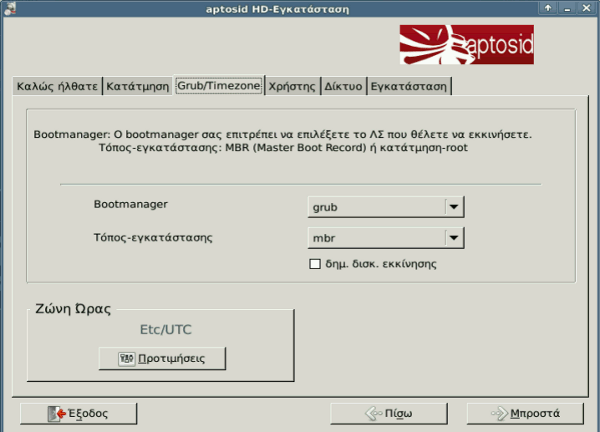 aptosid HD-Εγκατάσταση
aptosid
Καλώς ήλθατε Κατάτμηση Grub/Timezone Χρήστης Δίκτυο Εγκατάσταση
Bootmanager: Ο bootmanager σας επιτρέπει να επιλέξετε το ΛΣ που θέλετε να εκκινήσετε.
Τόπος-εγκατάστασης: MBR (Master Boot Record) ή κατάτμηση-root
Bootmanager grub
Τόπος-εγκατάστασης mbr
δημ. δισκ. εκκίνησης
Ζώνη Ώρας
Etc/UTC
Προτιμήσεις
Έξοδος Πίσω Μπροστά